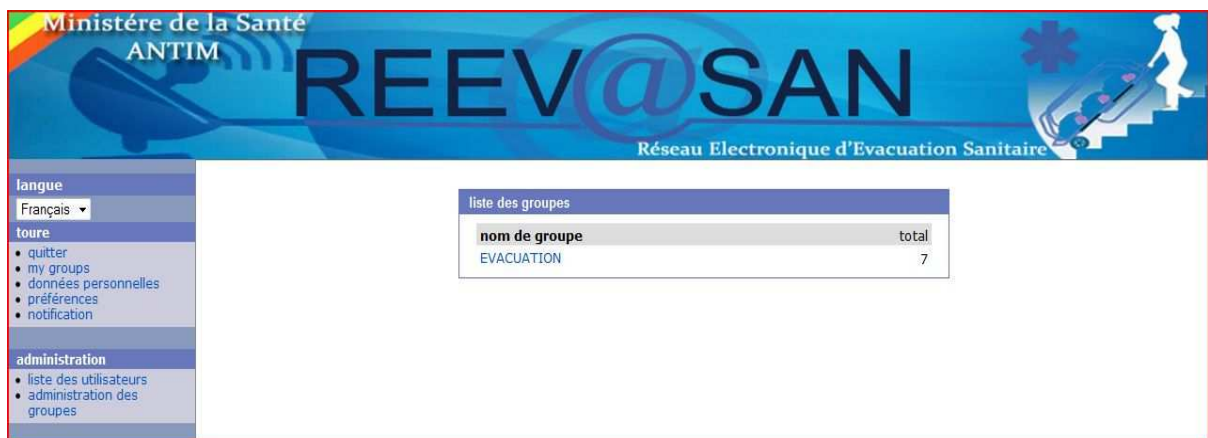 Ministére de la Santé
ANTIM
REEV@SAN
Réseau Electronique d'Evacuation Sanitaire
langue
Français
toure
quitter
my groups
données personnelles
préférences
notification
administration
liste des utilisateurs
administration des
groupes
liste des groupes
nom de groupe total
EVACUATION 7